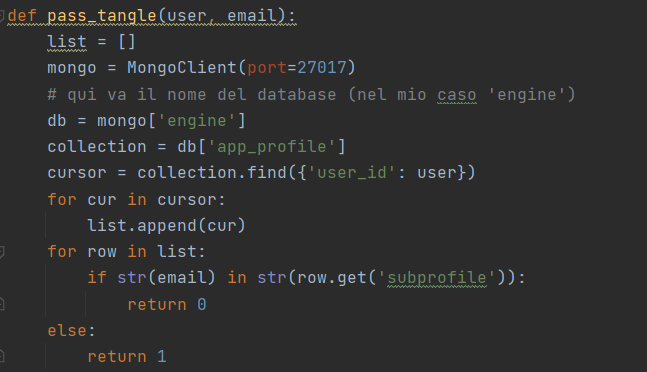 def pass_tangle(user, email):
    list = []
    mongo = MongoClient(port=27017)
    # qui va il nome del database (nel mio caso 'engine')
    db = mongo['engine']
    collection = db['app_profile']
    cursor = collection.find({'user_id': user})
    for cur in cursor:
        list.append(cur)
    for row in list:
        if str(email) in str(row.get('subprofile')):
            return 0
    else:
        return 1